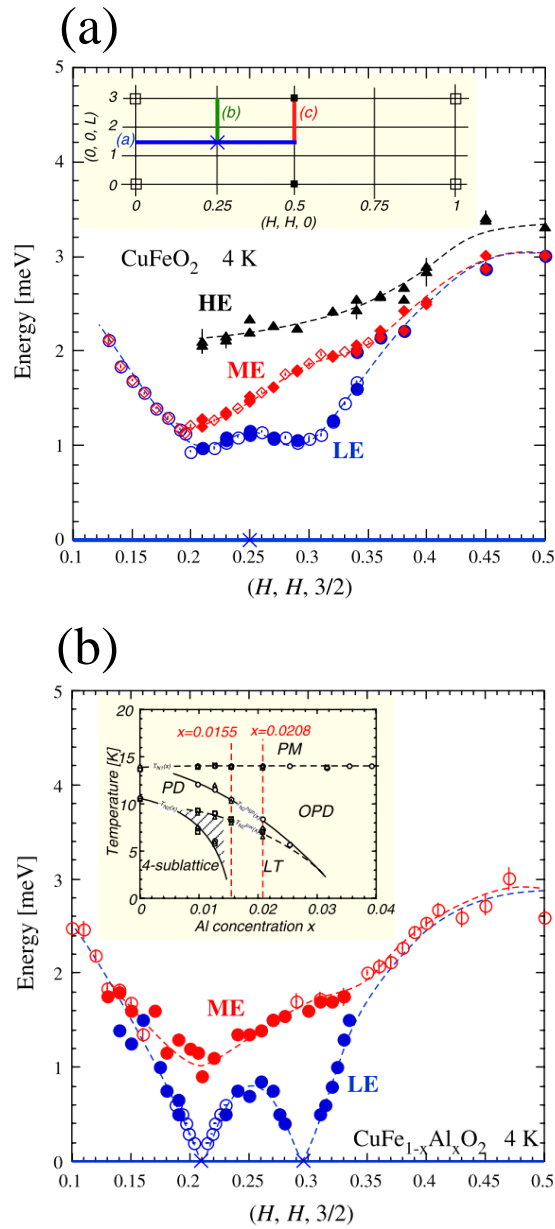 (a)
5
4
3
2
1
0
Energy [meV]
3
2
1
0
(0, 0, L)
(a)
(b)
(c)
0
0.25
0.5
0.75
1
(H, H, 0)
CuFeO2 4 K
HE
ME
LE
0.1
0.15
0.2
0.25
0.3
0.35
0.4
0.45
0.5
(H, H, 3/2)
(b)
5
4
3
2
1
0
Energy [meV]
20
15
10
5
0
Temperature [K]
x=0.0155
x=0.0208
PM
PD
OPD
4-sublattice
LT
0
0.01
0.02
0.03
0.04
Al concentration x
ME
LE
CuFe1-xAlxO2 4 K
0.1
0.15
0.2
0.25
0.3
0.35
0.4
0.45
0.5
(H, H, 3/2)